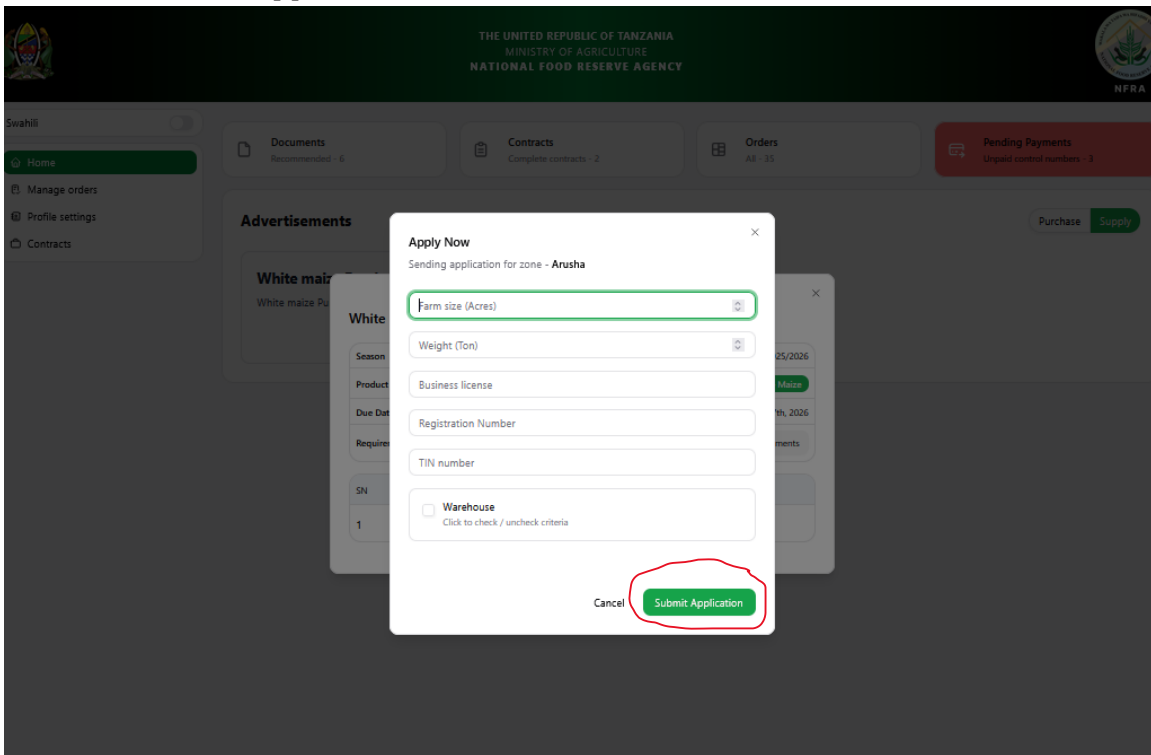 THE UNITED REPUBLIC OF TANZANIA
MINISTRY OF AGRICULTURE
NATIONAL FOOD RESERVE AGENCY
NFRA
Swahili
Home
Manage orders
Profile settings
Contracts
Documents
Recommended - 6
Contracts
Complete contracts - 2
Orders
All - 35
Pending Payments
Unpaid control numbers - 3
Advertisements
Purchase Supply
White maize
White maize Pu
White
Season
25/2026
Product
Maize
Due Dat
'th, 2026
Require
ments
SN
1
Apply Now
Sending application for zone - Arusha
Farm size (Acres)
Weight (Ton)
Business license
Registration Number
TIN number
Warehouse
Click to check / uncheck criteria
Cancel Submit Application